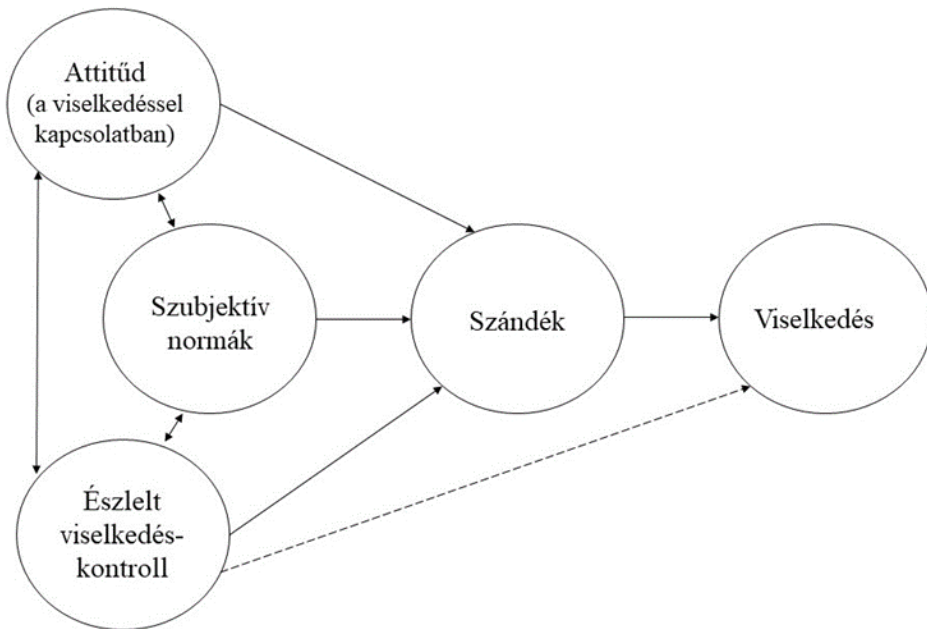 Attitűd
(a viselkedéssel
kapcsolatban)
Szubjektív
normák
Szándék
Viselkedés
Észlelt
viselkedés-
kontroll